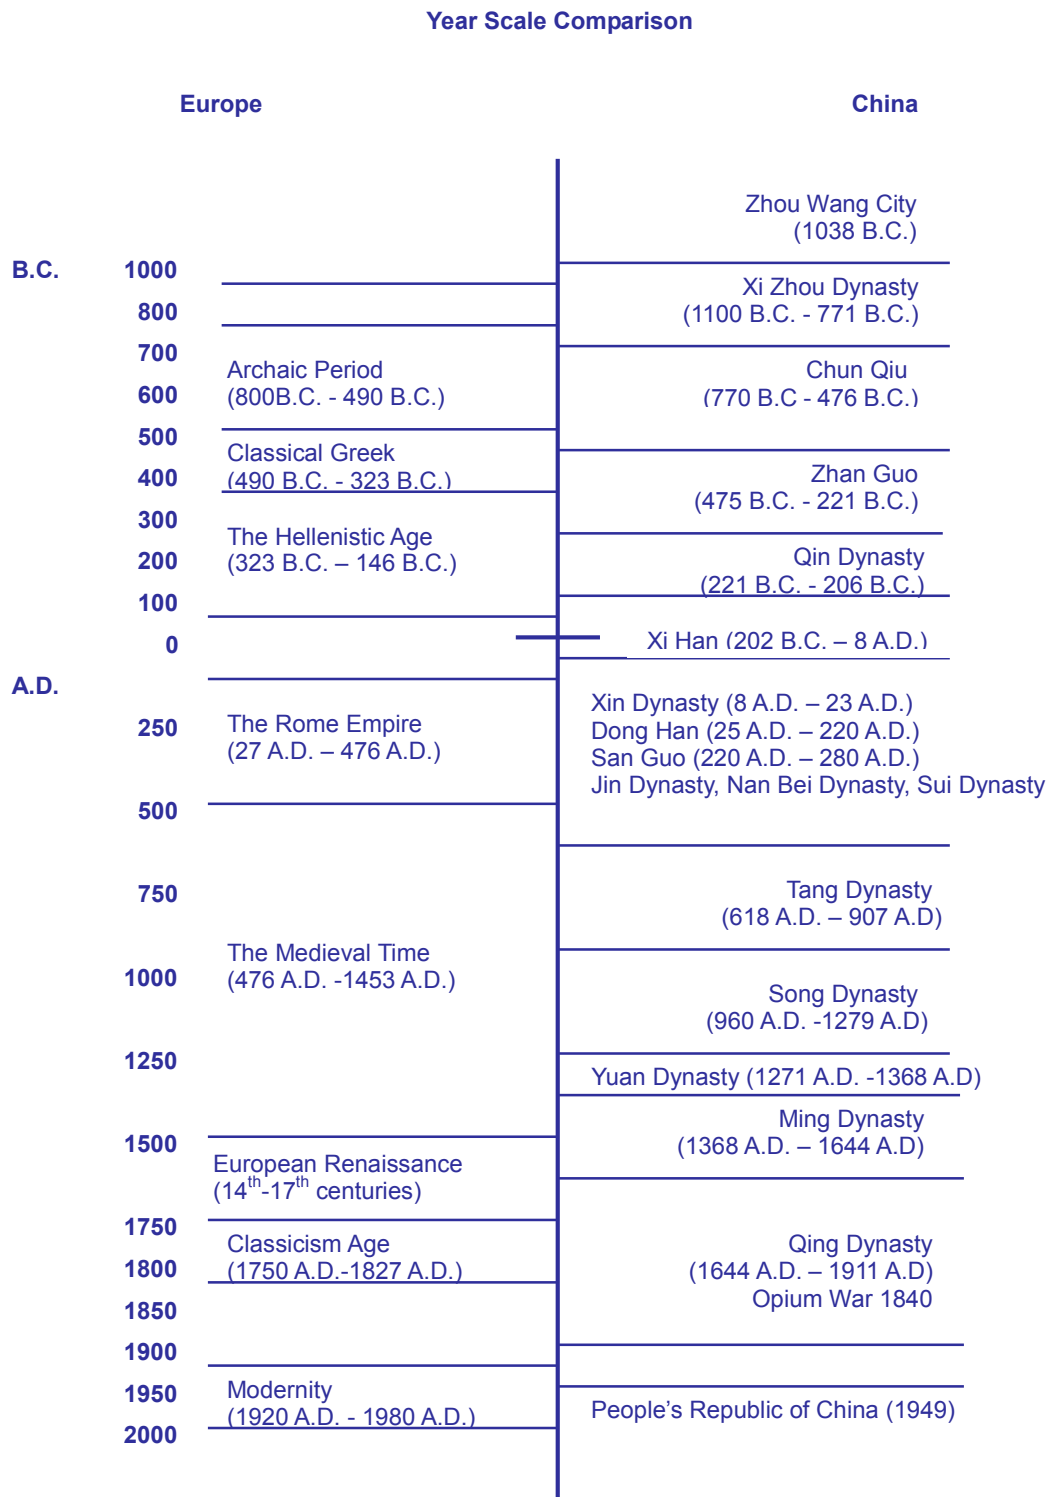 Year Scale Comparison
Europe
China
Zhou Wang City
(1038 B.C.)
B.C.
1000
Xi Zhou Dynasty
(1100 B.C. - 771 B.C.)
800
700
Archaic Period
(800B.C. - 490 B.C.)
Chun Qiu
(770 B.C - 476 B.C.)
600
500
Classical Greek
(490 B.C. - 323 B.C.)
400
Zhan Guo
(475 B.C. - 221 B.C.)
300
The Hellenistic Age
(323 B.C. – 146 B.C.)
200
Qin Dynasty
(221 B.C. - 206 B.C.)
100
0
Xi Han (202 B.C. – 8 A.D.)
A.D.
250
The Rome Empire
(27 A.D. – 476 A.D.)
Xin Dynasty (8 A.D. – 23 A.D.)
Dong Han (25 A.D. – 220 A.D.)
San Guo (220 A.D. – 280 A.D.)
Jin Dynasty, Nan Bei Dynasty, Sui Dynasty
500
750
Tang Dynasty
(618 A.D. – 907 A.D)
The Medieval Time
(476 A.D. -1453 A.D.)
1000
Song Dynasty
(960 A.D. -1279 A.D)
1250
Yuan Dynasty (1271 A.D. -1368 A.D)
Ming Dynasty
(1368 A.D. – 1644 A.D)
1500
European Renaissance
(14th-17th centuries)
1750
Classicism Age
(1750 A.D.-1827 A.D.)
1800
Qing Dynasty
(1644 A.D. – 1911 A.D)
Opium War 1840
1850
1900
1950
Modernity
(1920 A.D. - 1980 A.D.)
People's Republic of China (1949)
2000